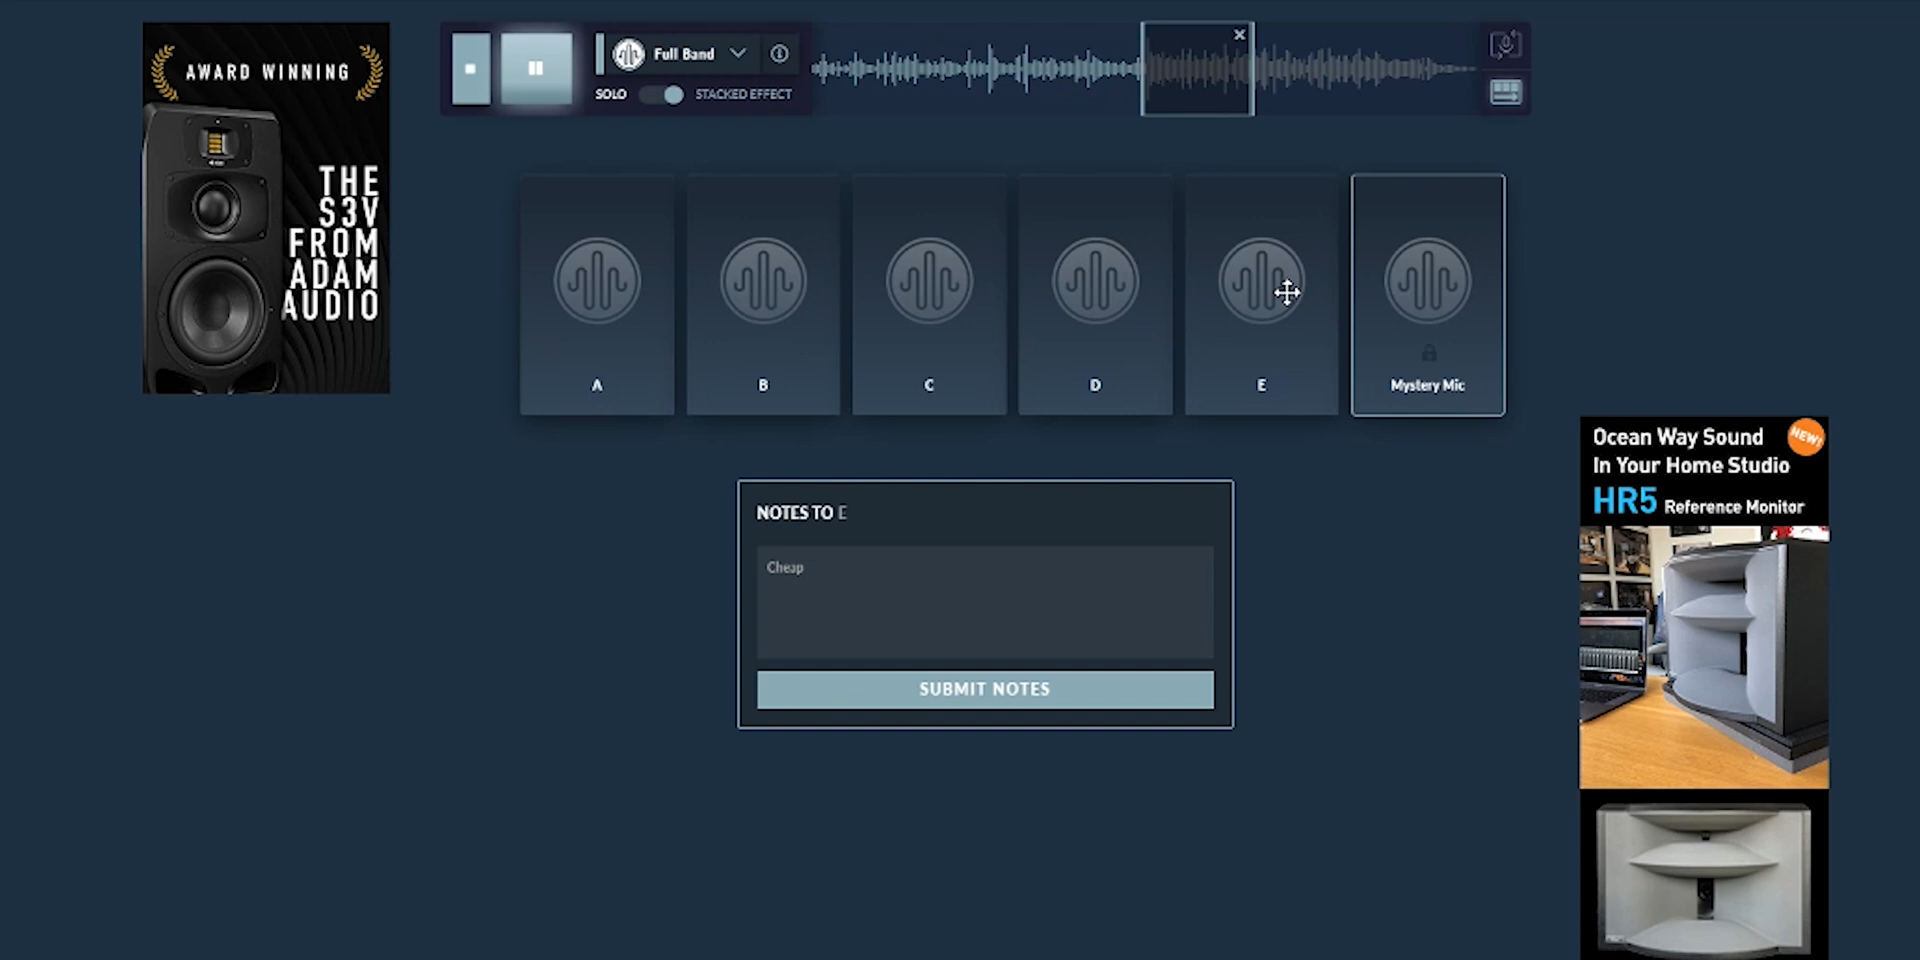 AWARD WINNING
THE
S3V
FROM
ADAM
AUDIO
Full Band
SOLO
STACKED EFFECT
A
B
C
D
E
Mystery Mic
NOTES TO E
Cheap
SUBMIT NOTES
Ocean Way Sound
NEW!
In Your Home Studio
HR5 Reference Monitor